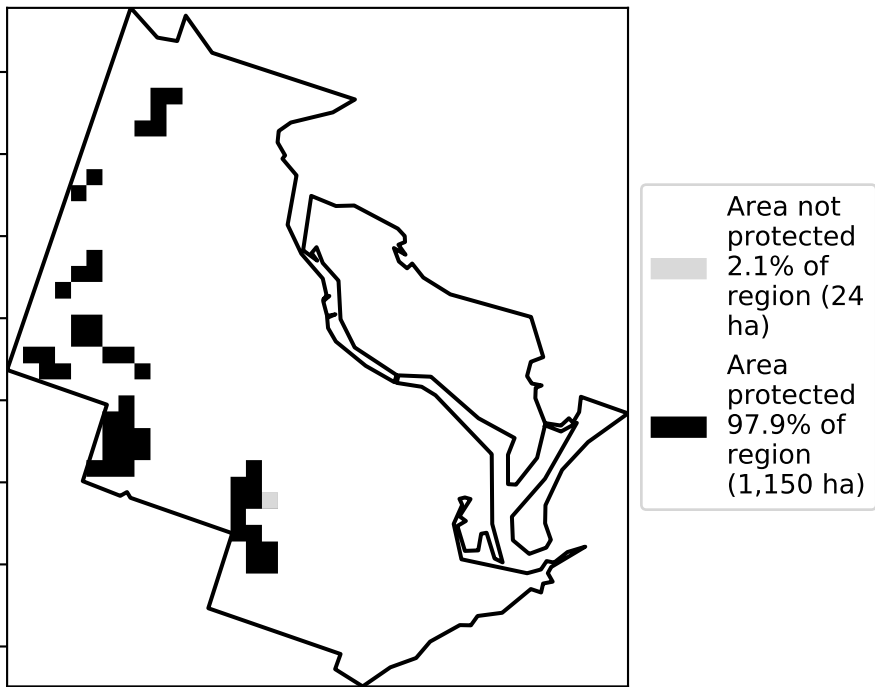 Area not
protected
2.1% of
region (24
ha)
Area
protected
97.9% of
region
(1,150 ha)